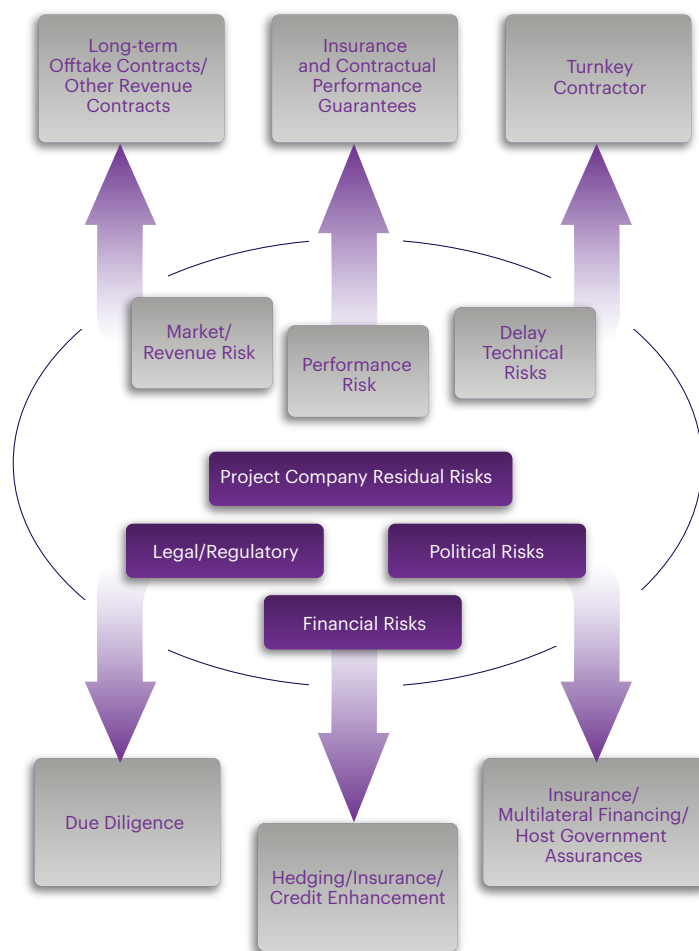 Long-term
Offtake Contracts/
Other Revenue
Contracts
Insurance
and Contractual
Performance
Guarantees
Turnkey
Contractor
Market/
Revenue Risk
Performance
Risk
Delay
Technical
Risks
Project Company Residual Risks
Legal/Regulatory
Political Risks
Financial Risks
Due Diligence
Hedging/Insurance/
Credit Enhancement
Insurance/
Multilateral Financing/
Host Government
Assurances